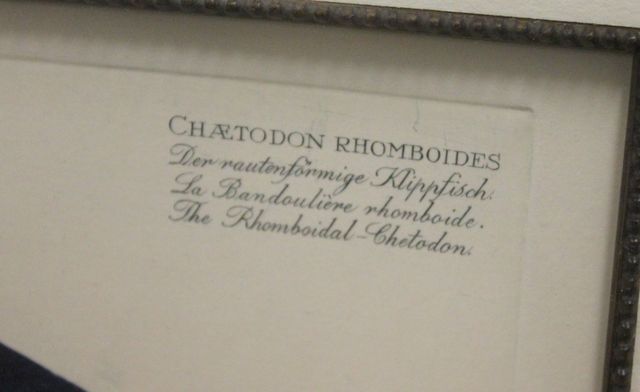 CHÆTODON RHOMBOIDES
Der rautenförmige Klippfisch.
La Bandoulière rhomboide.
The Rhomboidal-Chetodon.